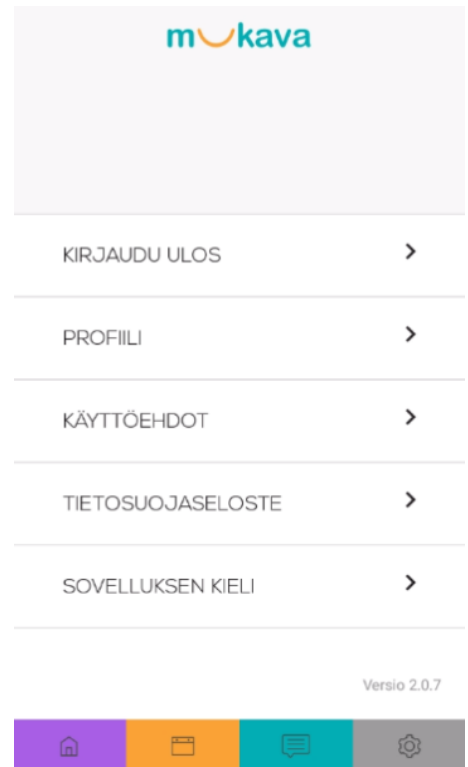 mukava
KIRJAUDU ULOS
PROFIILI
KÄYTTÖEHDOT
TIETOSUOJASELOSTE
SOVELLUKSEN KIELI
Versio 2.0.7